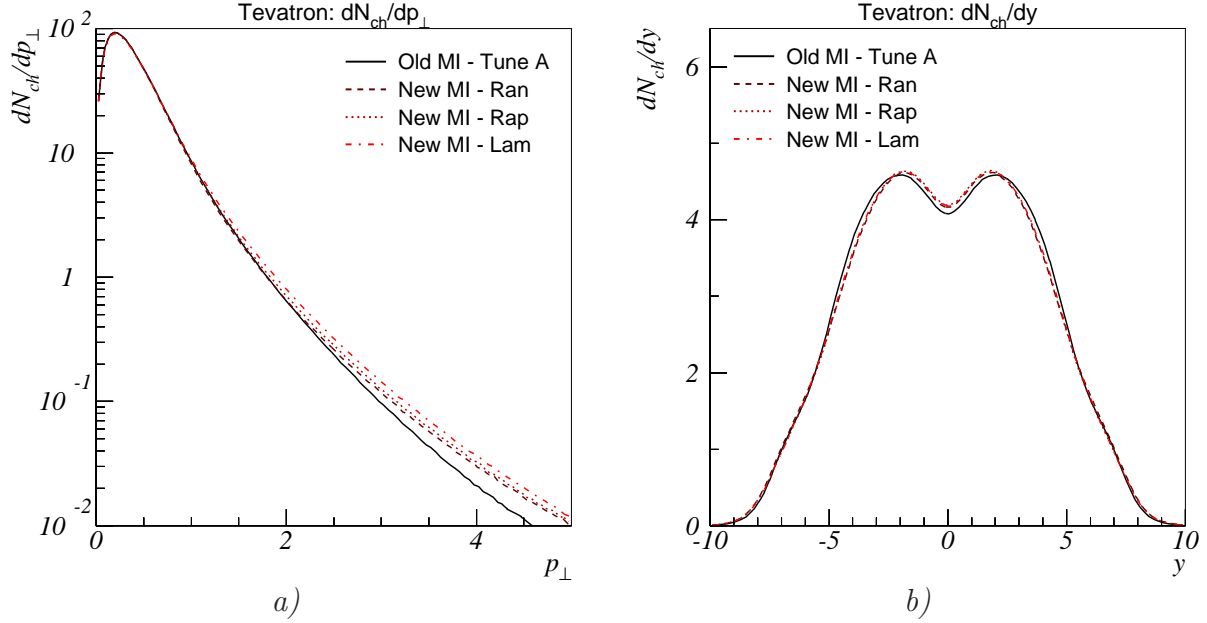 Tevatron: dN_ch/dp_⊥
dN_ch/dp_⊥
10^2
10
1
10^-1
10^-2
0
2
4
p_⊥
Old MI - Tune A
New MI - Ran
New MI - Rap
New MI - Lam
a)
Tevatron: dN_ch/dy
dN_ch/dy
6
4
2
0
-10
-5
0
5
10
y
Old MI - Tune A
New MI - Ran
New MI - Rap
New MI - Lam
b)